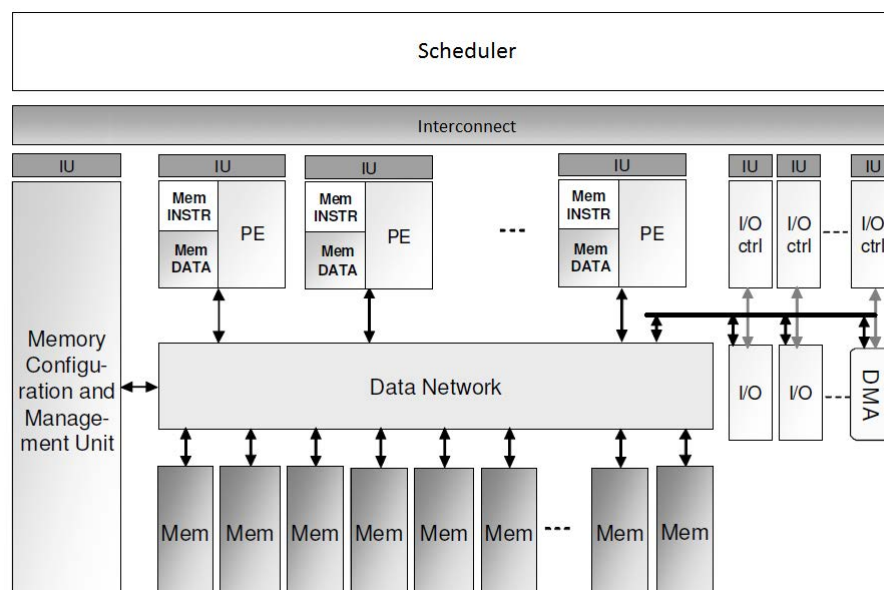 Scheduler
Interconnect
IU
IU
IU
IU
IU
IU
IU
Mem
INSTR
Mem
DATA
PE
Mem
INSTR
Mem
DATA
PE
Mem
INSTR
Mem
DATA
PE
I/O
ctrl
I/O
ctrl
I/O
ctrl
Memory
Configu-
ration and
Manage-
ment Unit
Data Network
I/O
I/O
DMA
Mem
Mem
Mem
Mem
Mem
Mem
Mem
Mem